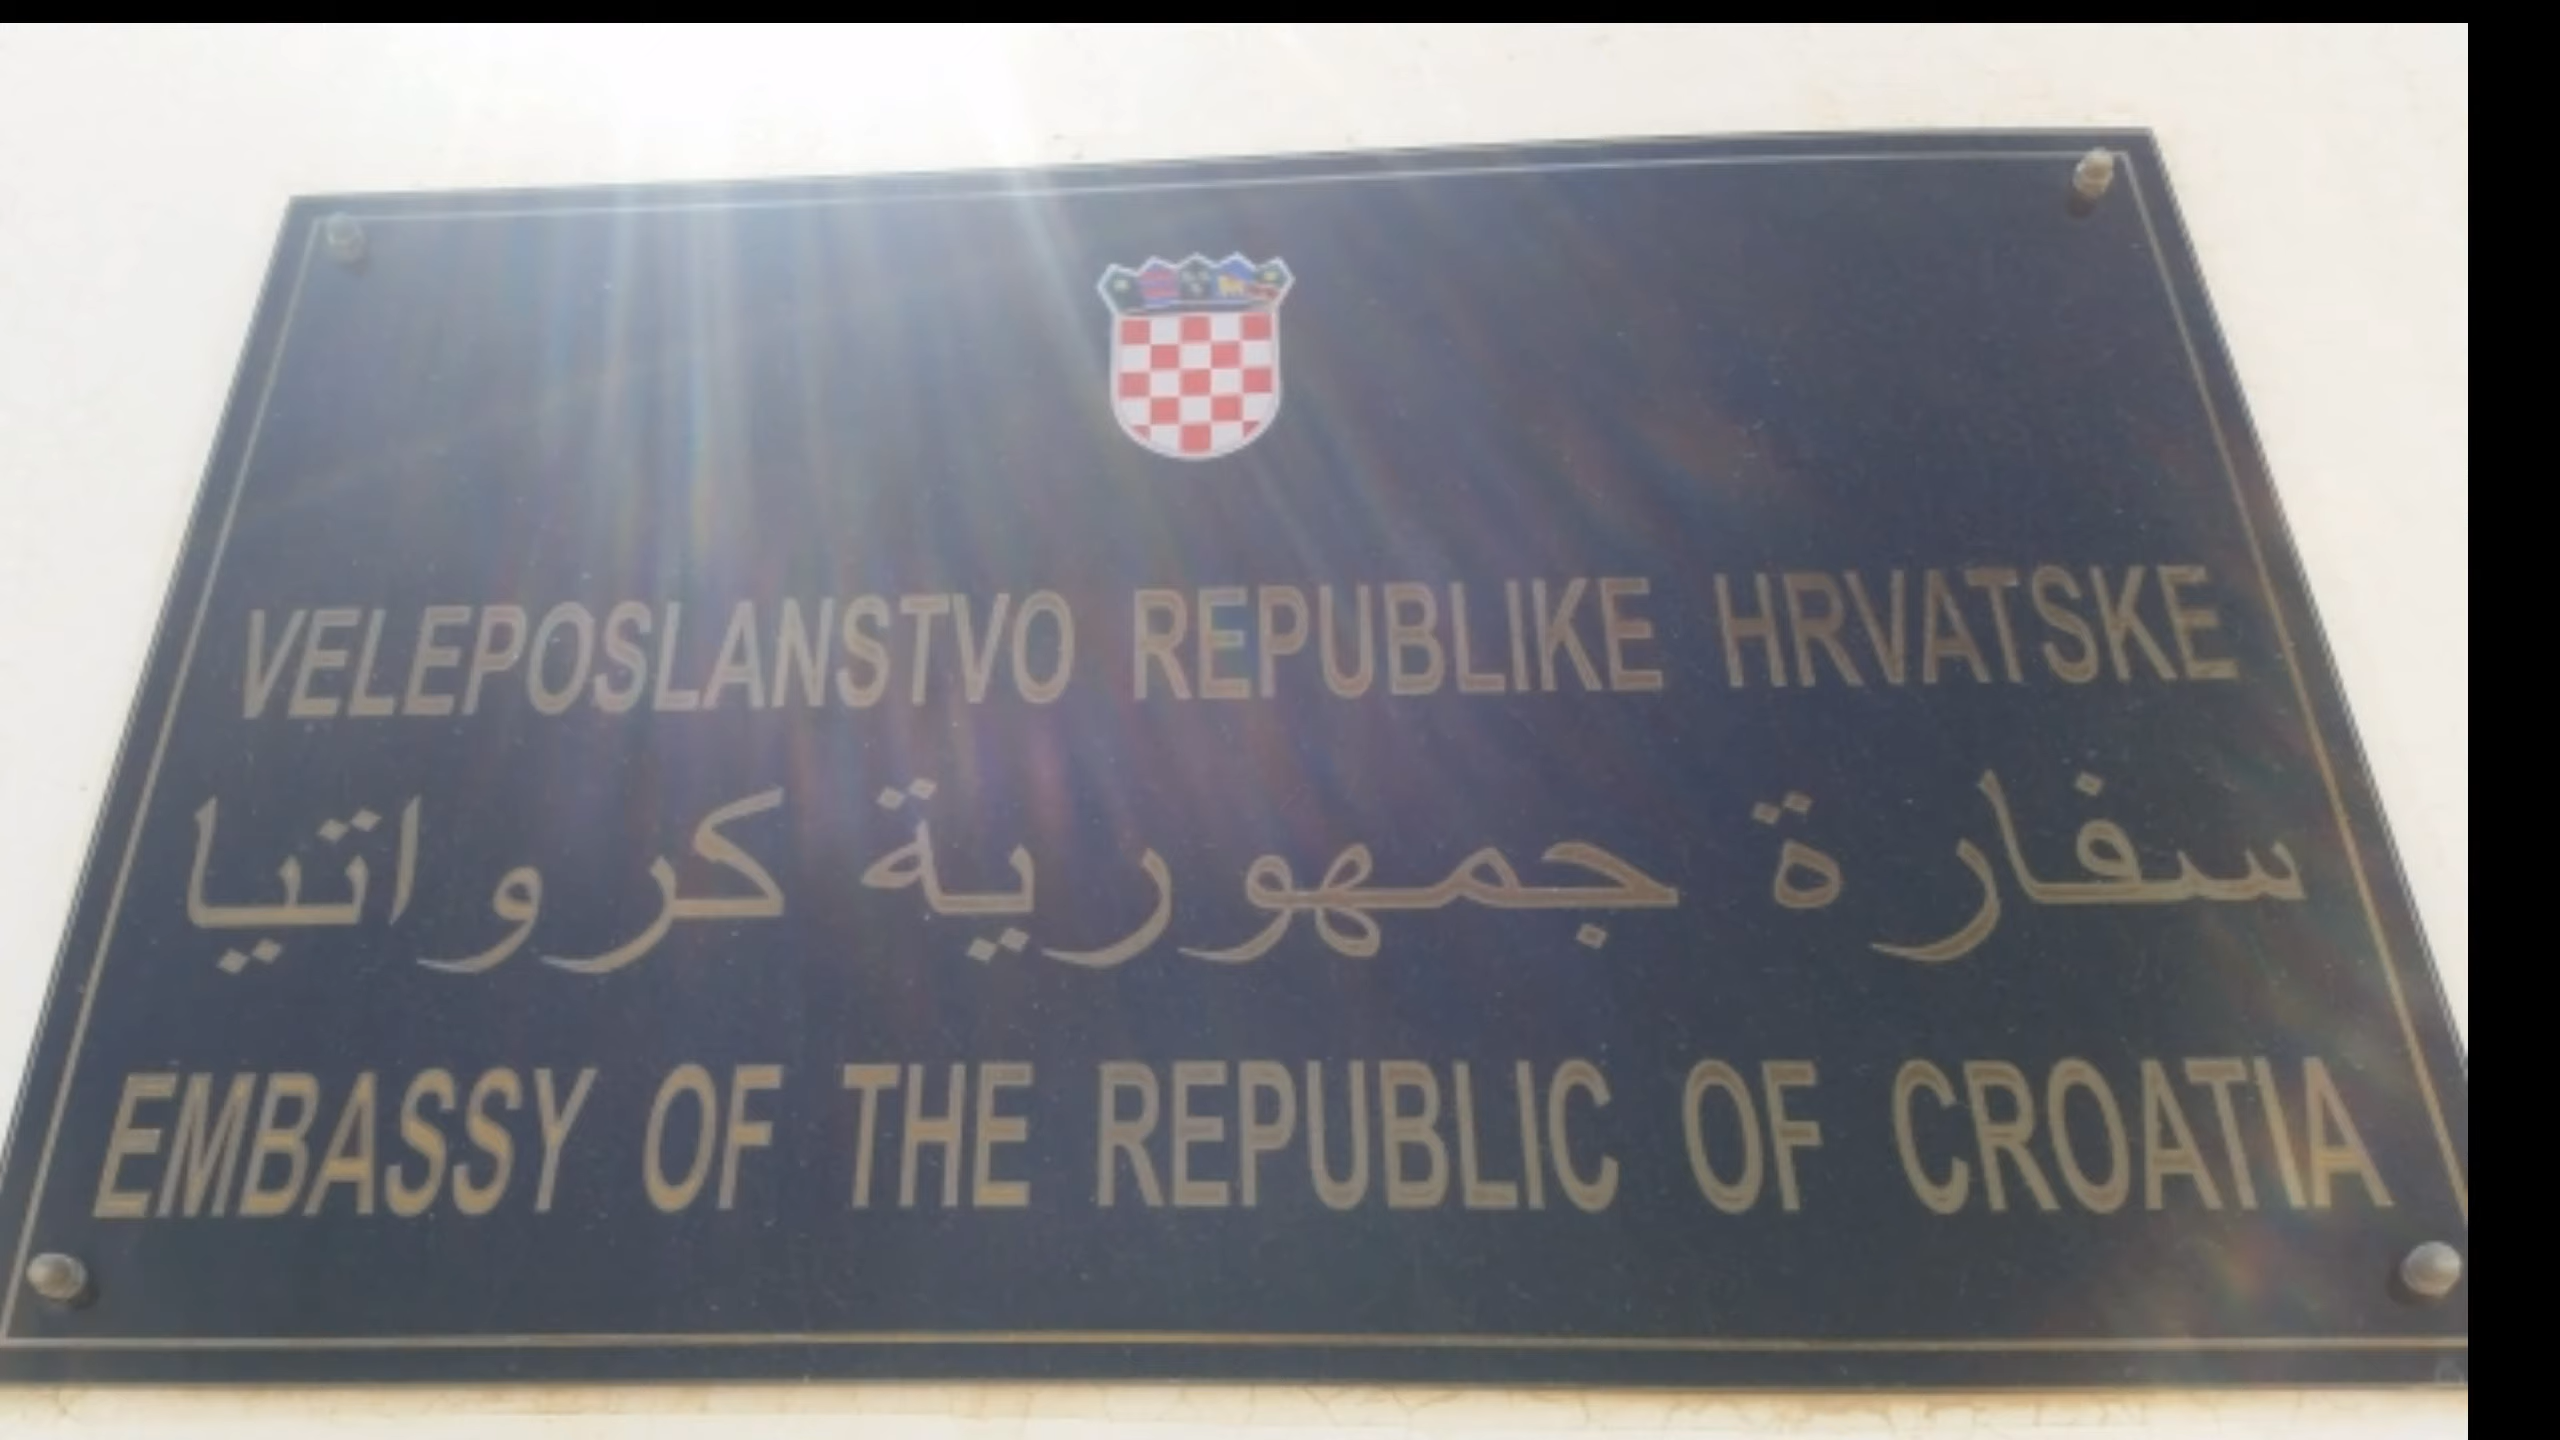 VELEPOSLANSTVO REPUBLIKE HRVATSKE
سفارة جمهورية كرواتيا
EMBASSY OF THE REPUBLIC OF CROATIA